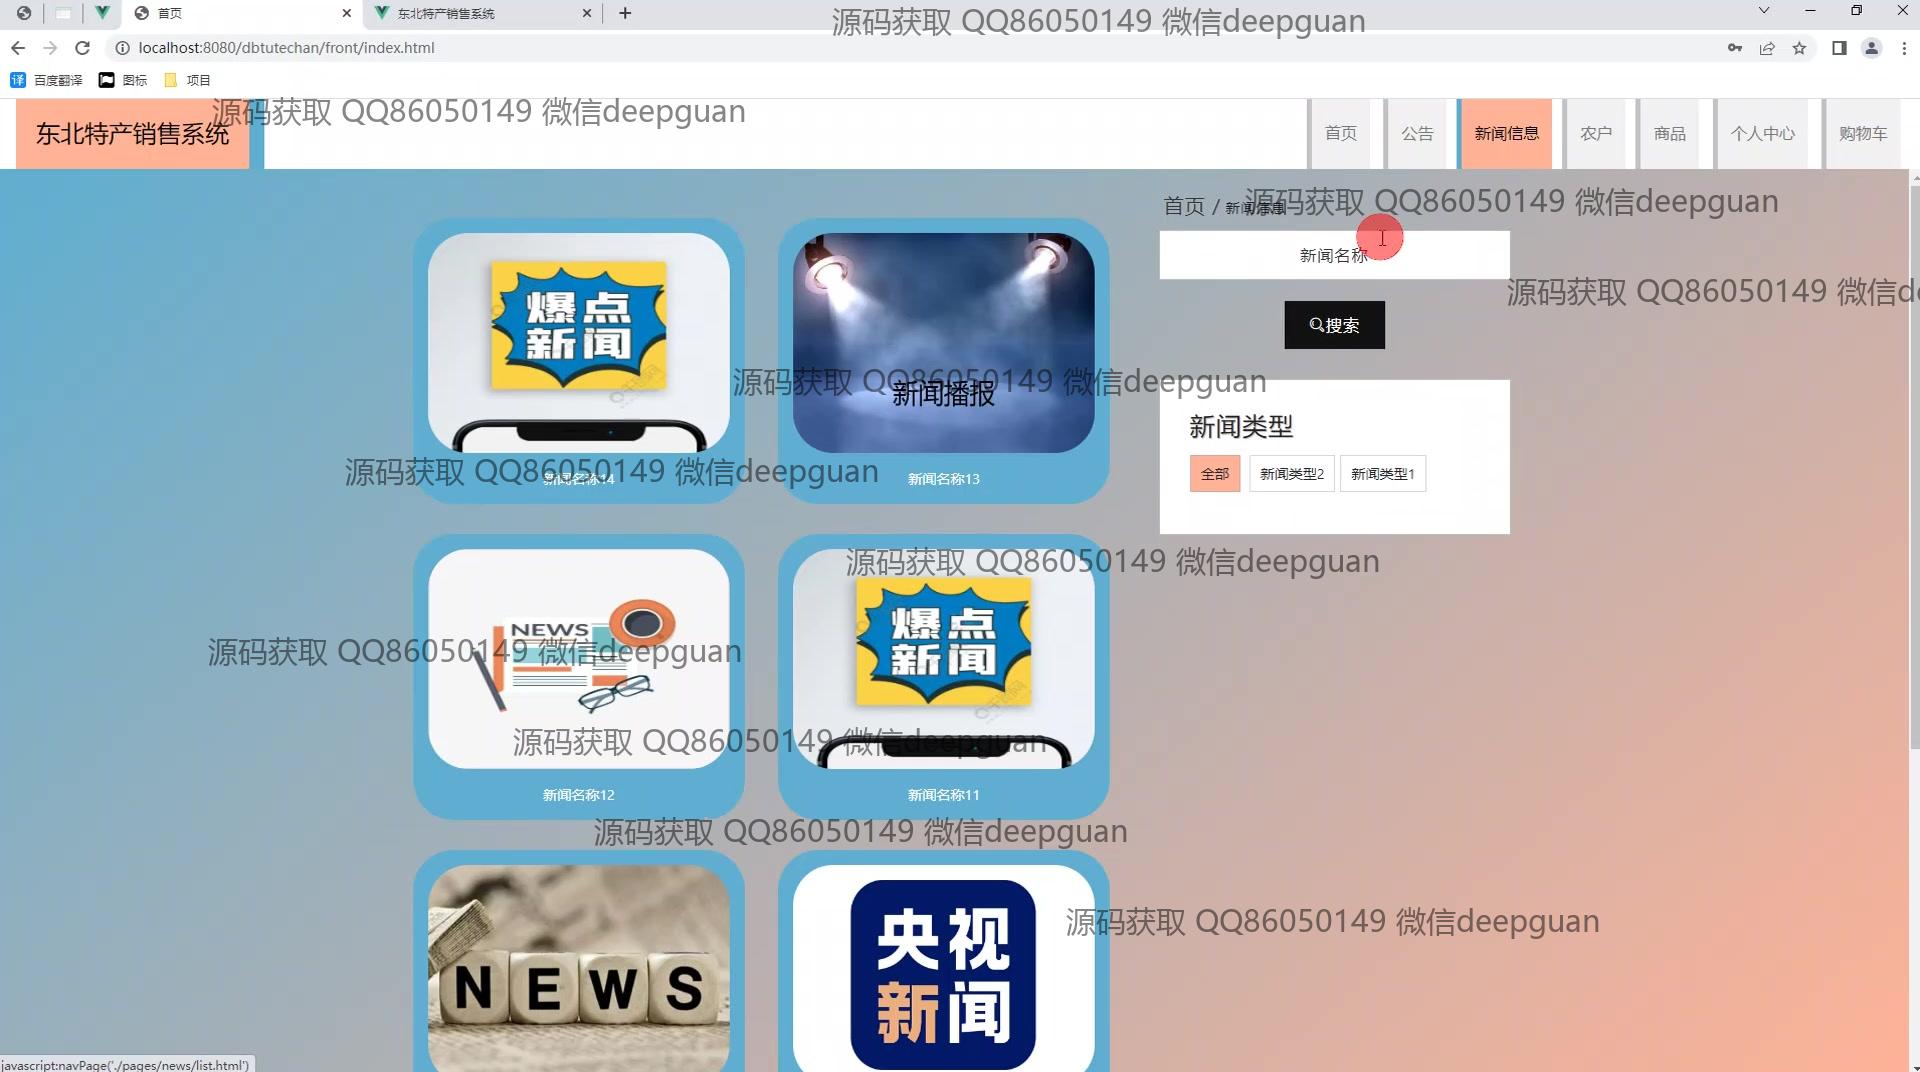 首页
东北特产销售系统
源码获取 QQ86050149 微信deepguan
localhost:8080/dbtutechan/front/index.html
百度翻译
图标
项目
源码获取 QQ86050149 微信deepguan
东北特产销售系统
首页
公告
新闻信息
农户
商品
个人中心
购物车
首页 / 新闻信息
源码获取 QQ86050149 微信deepguan
新闻名称
源码获取 QQ86050149 微信d
搜索
爆点
新闻
新闻播报
源码获取 QQ86050149 微信deepguan
新闻类型
全部
新闻类型2
新闻类型1
源码获取 QQ86050149 微信deepguan
新闻名称14
新闻名称13
源码获取 QQ86050149 微信deepguan
NEWS
爆点
新闻
源码获取 QQ86050149 微信deepguan
源码获取 QQ86050149 微信deepguan
新闻名称12
新闻名称11
源码获取 QQ86050149 微信deepguan
NEWS
央视
新闻
源码获取 QQ86050149 微信deepguan
javascript:navPage('./pages/news/list.html')